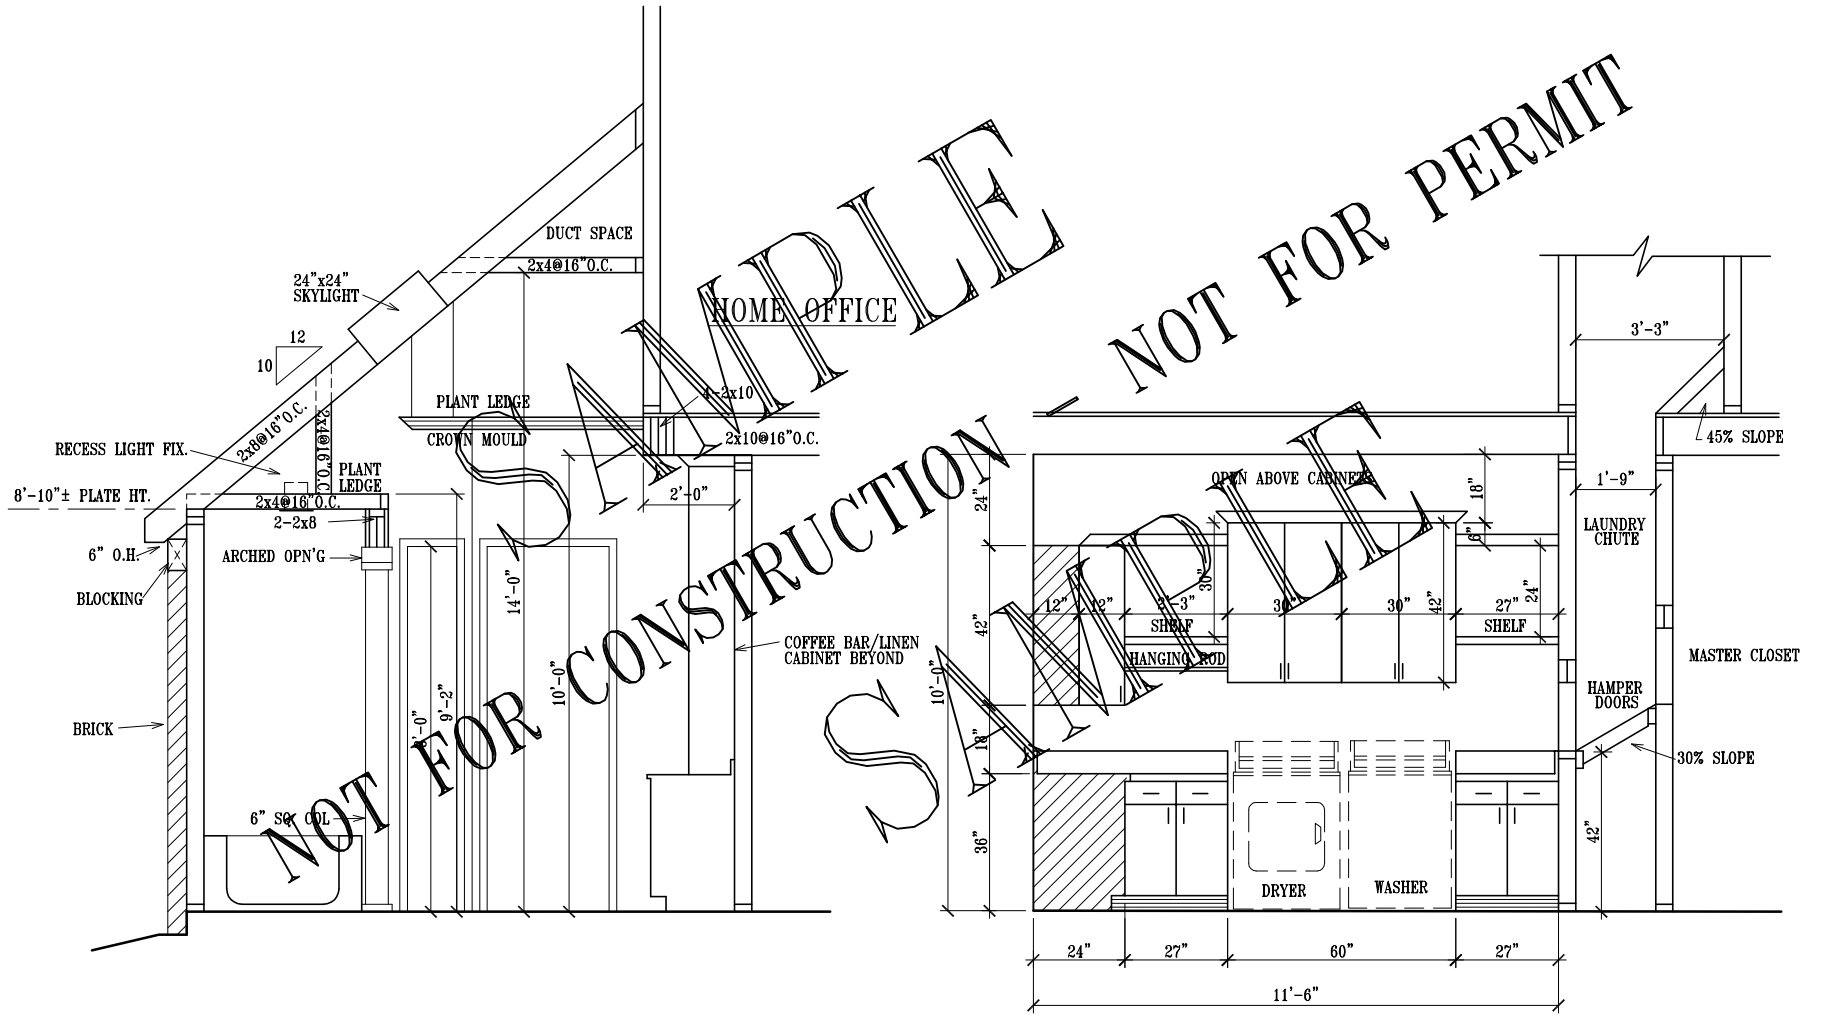 DUCT SPACE
2x4@16"O.C.
24"x24"
SKYLIGHT
HOME OFFICE
12
10
PLANT LEDGE
CROWN MOULD
4-2x10
2x10@16"O.C.
2x8@16"O.C.
2x4@16"O.C.
RECESS LIGHT FIX.
PLANT
LEDGE
8'-10"± PLATE HT.
2x4@16"O.C.
2-2x8
2'-0"
6" O.H.
ARCHED OPN'G
BLOCKING
14'-0"
10'-0"
9'-2"
8'-0"
COFFEE BAR/LINEN
CABINET BEYOND
BRICK
6" SQ. COL
SAMPLE
NOT FOR CONSTRUCTION - NOT FOR PERMIT
SAMPLE
3'-3"
45% SLOPE
OPEN ABOVE CABINETS
24"
18"
6"
1'-9"
LAUNDRY
CHUTE
30"
42"
24"
12"
12"
3'-3"
30"
30"
27"
42"
SHELF
SHELF
HANGING ROD
MASTER CLOSET
10'-0"
HAMPER
DOORS
18"
30% SLOPE
36"
42"
DRYER
WASHER
24"
27"
60"
27"
11'-6"